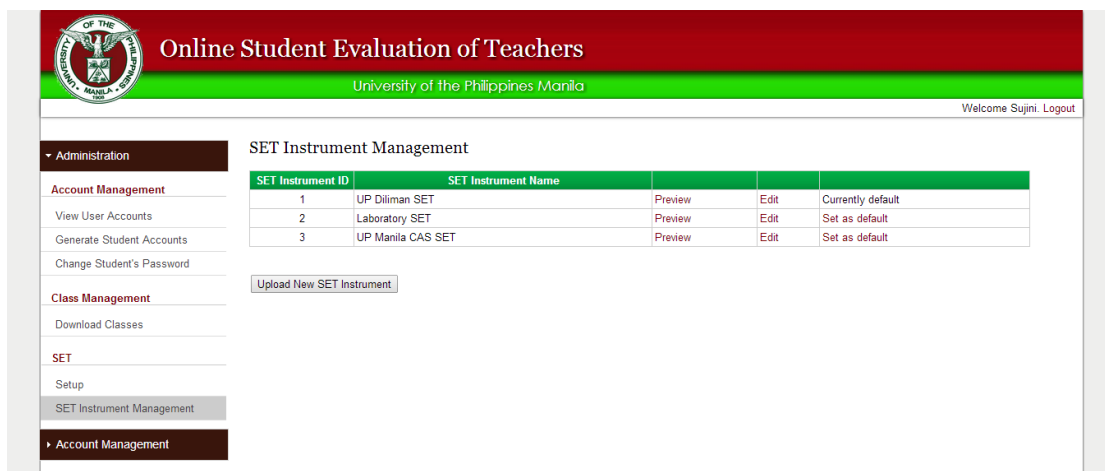 OF THE
UNIVERSITY
PHILIPPINES
MANILA
1908
Online Student Evaluation of Teachers
University of the Philippines Manila
Welcome Sujini. Logout
Administration
Account Management
View User Accounts
Generate Student Accounts
Change Student's Password
Class Management
Download Classes
SET
Setup
SET Instrument Management
Account Management
SET Instrument Management
SET Instrument ID SET Instrument Name
1 UP Diliman SET Preview Edit Currently default
2 Laboratory SET Preview Edit Set as default
3 UP Manila CAS SET Preview Edit Set as default
Upload New SET Instrument